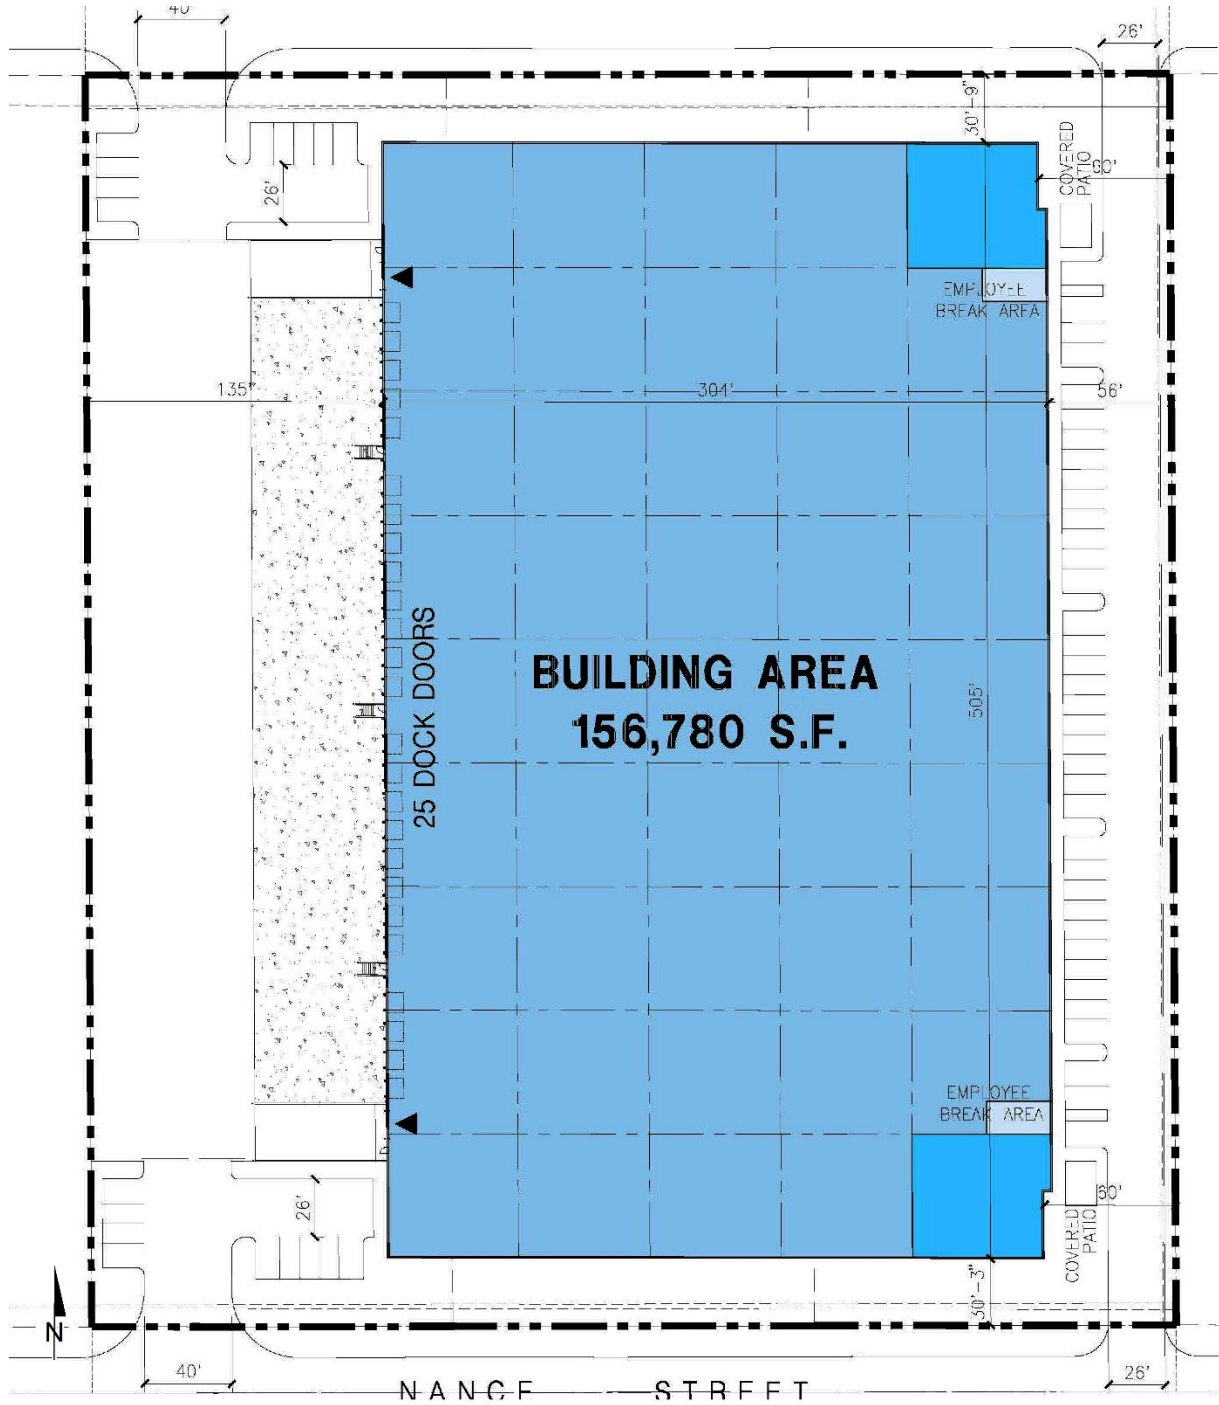 40'
26'
30'-9"
COVERED
PATIO
60'
26'
EMPLOYEE
BREAK AREA
135'
304'
56'
25 DOCK DOORS
BUILDING AREA
156,780 S.F.
505'
EMPLOYEE
BREAK AREA
26'
60'
COVERED
PATIO
30'-3"
N
40'
26'
NANCE STREET